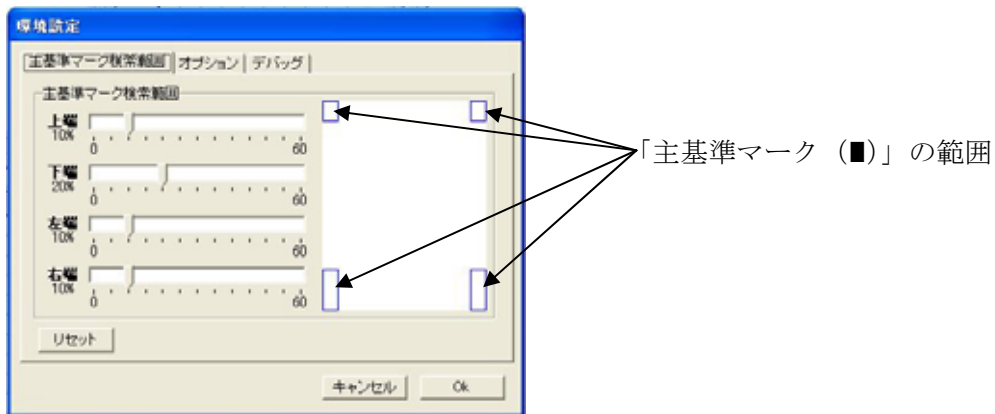 環境設定
主基準マーク検索範囲 オプション デバッグ
主基準マーク検索範囲
上端
10%
0 60
下端
20%
0 60
左端
10%
0 60
右端
10%
0 60
「主基準マーク（■）」の範囲
リセット
キャンセル Ok